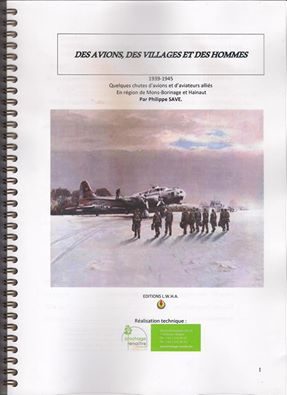 DES AVIONS, DES VILLAGES ET DES HOMMES
1939-1945
Quelques chutes d'avions et d'aviateurs alliés
En région de Mons-Borinage et Hainaut
Par Philippe SAVE.
EDITIONS L.W.H.A.
Réalisation technique :
1